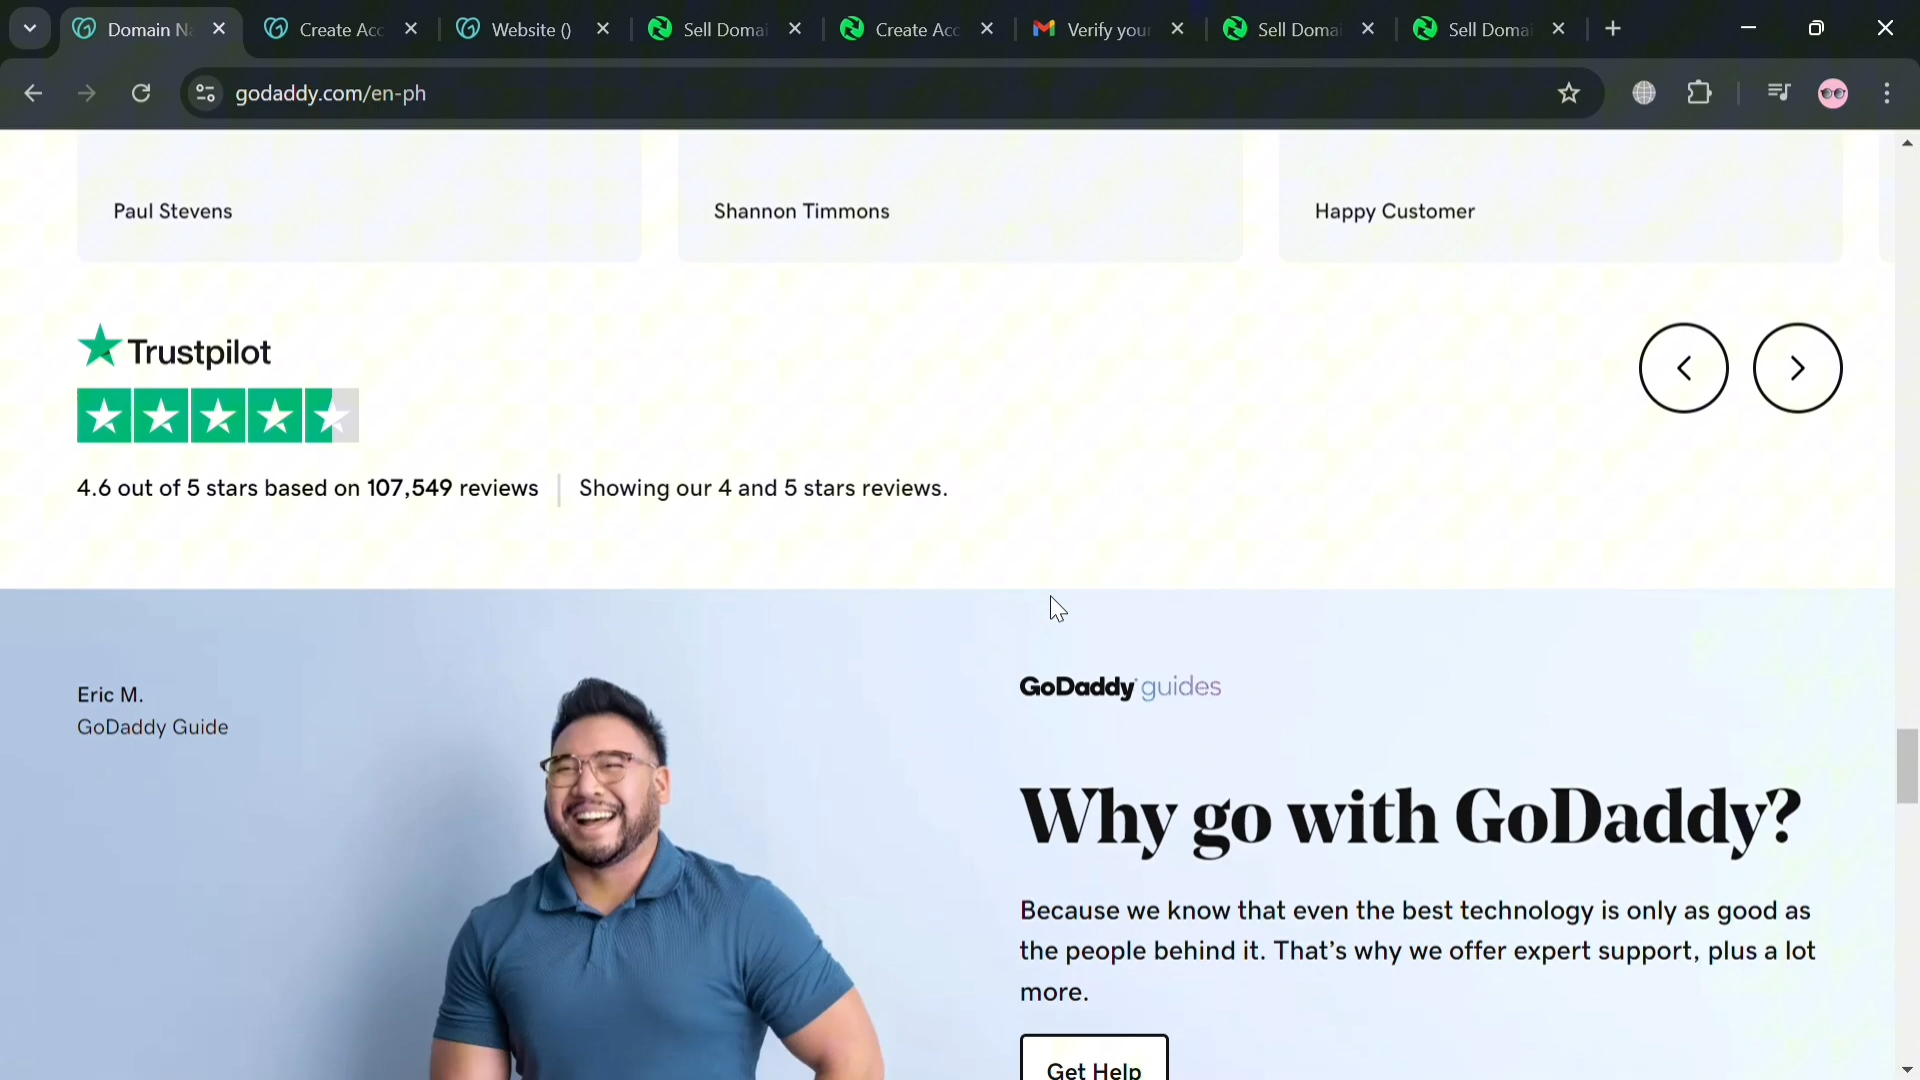 Domain Na
Create Acc
Website ()
Sell Domai
Create Acc
Verify your
Sell Domai
Sell Domai
godaddy.com/en-ph
Paul Stevens
Shannon Timmons
Happy Customer
Trustpilot
4.6 out of 5 stars based on 107,549 reviews
Showing our 4 and 5 stars reviews.
Eric M.
GoDaddy Guide
GoDaddy guides
Why go with GoDaddy?
Because we know that even the best technology is only as good as
the people behind it. That's why we offer expert support, plus a lot
more.
Get Help